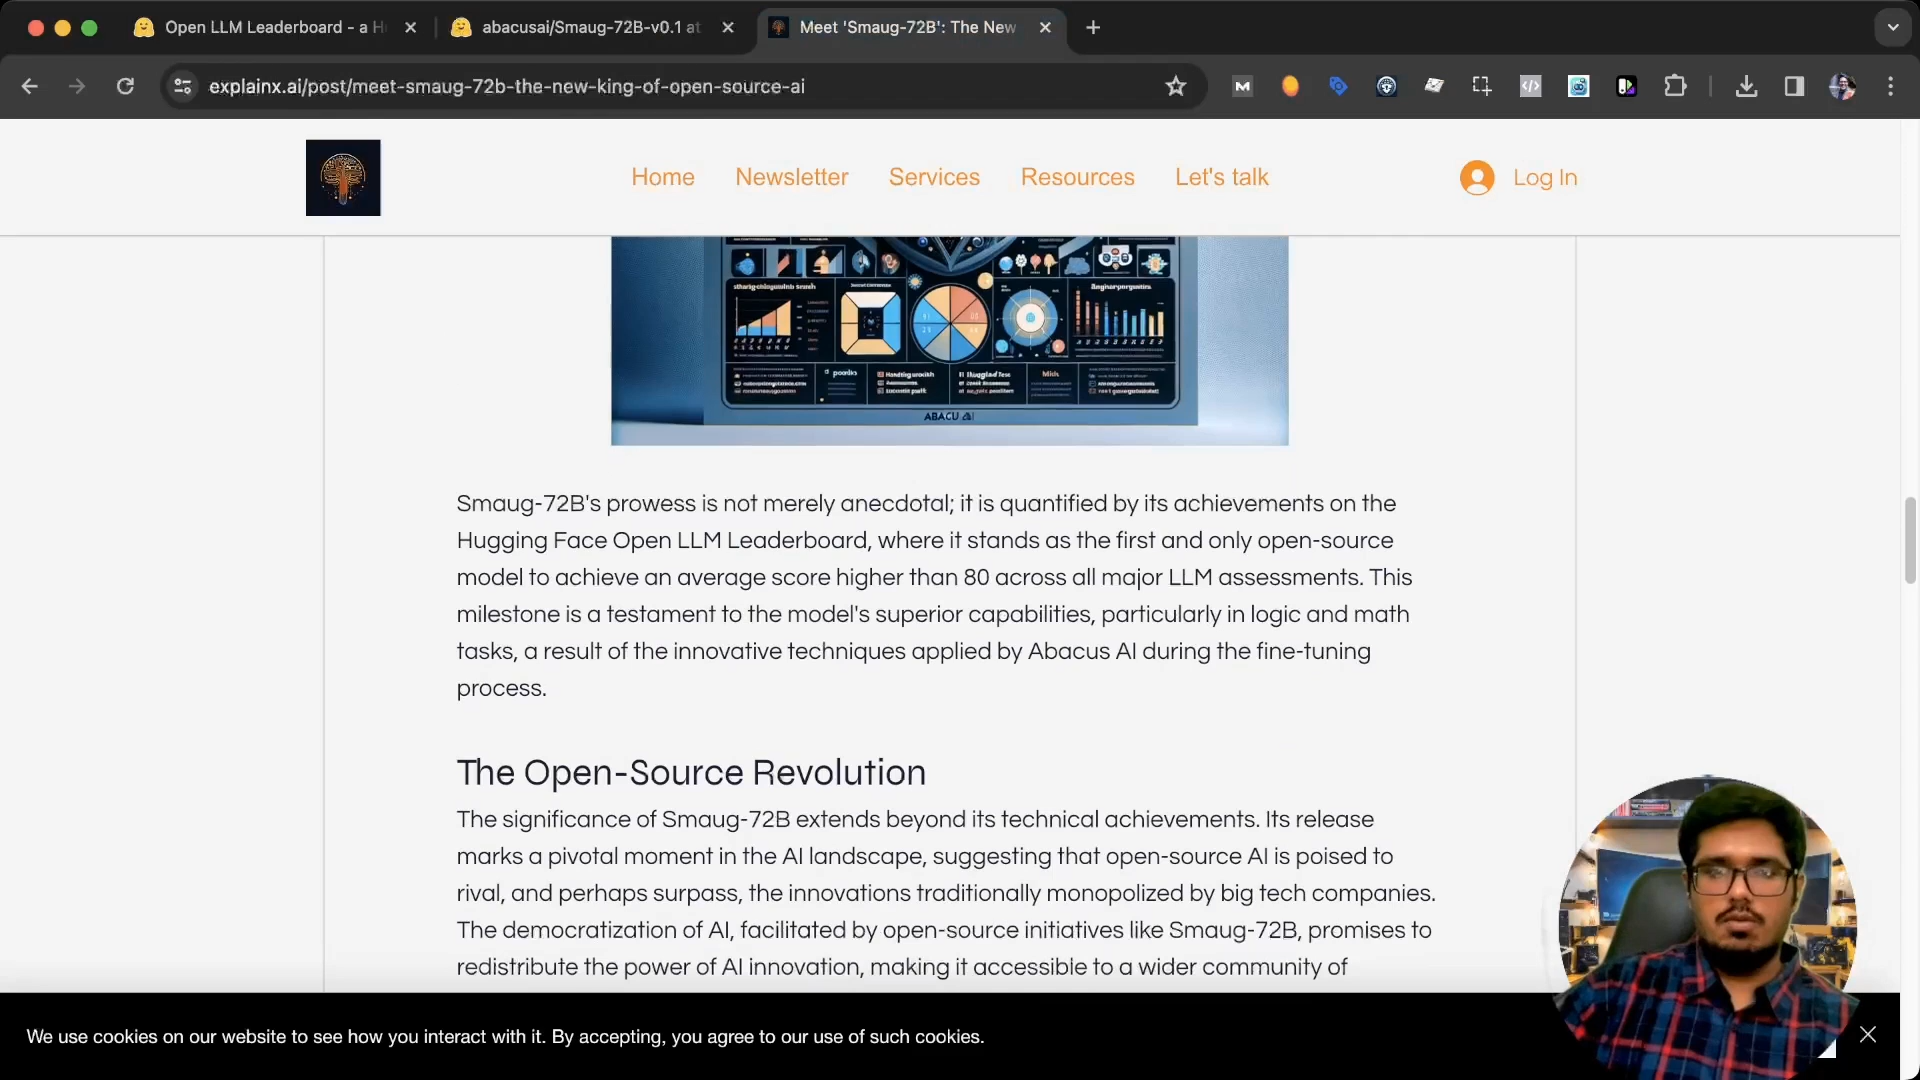 Open LLM Leaderboard - a H
abacusai/Smaug-72B-v0.1 at
Meet 'Smaug-72B': The New
explainx.ai/post/meet-smaug-72b-the-new-king-of-open-source-ai
Home
Newsletter
Services
Resources
Let's talk
Log In
ABACU AI
Smaug-72B's prowess is not merely anecdotal; it is quantified by its achievements on the
Hugging Face Open LLM Leaderboard, where it stands as the first and only open-source
model to achieve an average score higher than 80 across all major LLM assessments. This
milestone is a testament to the model's superior capabilities, particularly in logic and math
tasks, a result of the innovative techniques applied by Abacus AI during the fine-tuning
process.
The Open-Source Revolution
The significance of Smaug-72B extends beyond its technical achievements. Its release
marks a pivotal moment in the AI landscape, suggesting that open-source AI is poised to
rival, and perhaps surpass, the innovations traditionally monopolized by big tech companies.
The democratization of AI, facilitated by open-source initiatives like Smaug-72B, promises to
redistribute the power of AI innovation, making it accessible to a wider community of
We use cookies on our website to see how you interact with it. By accepting, you agree to our use of such cookies.